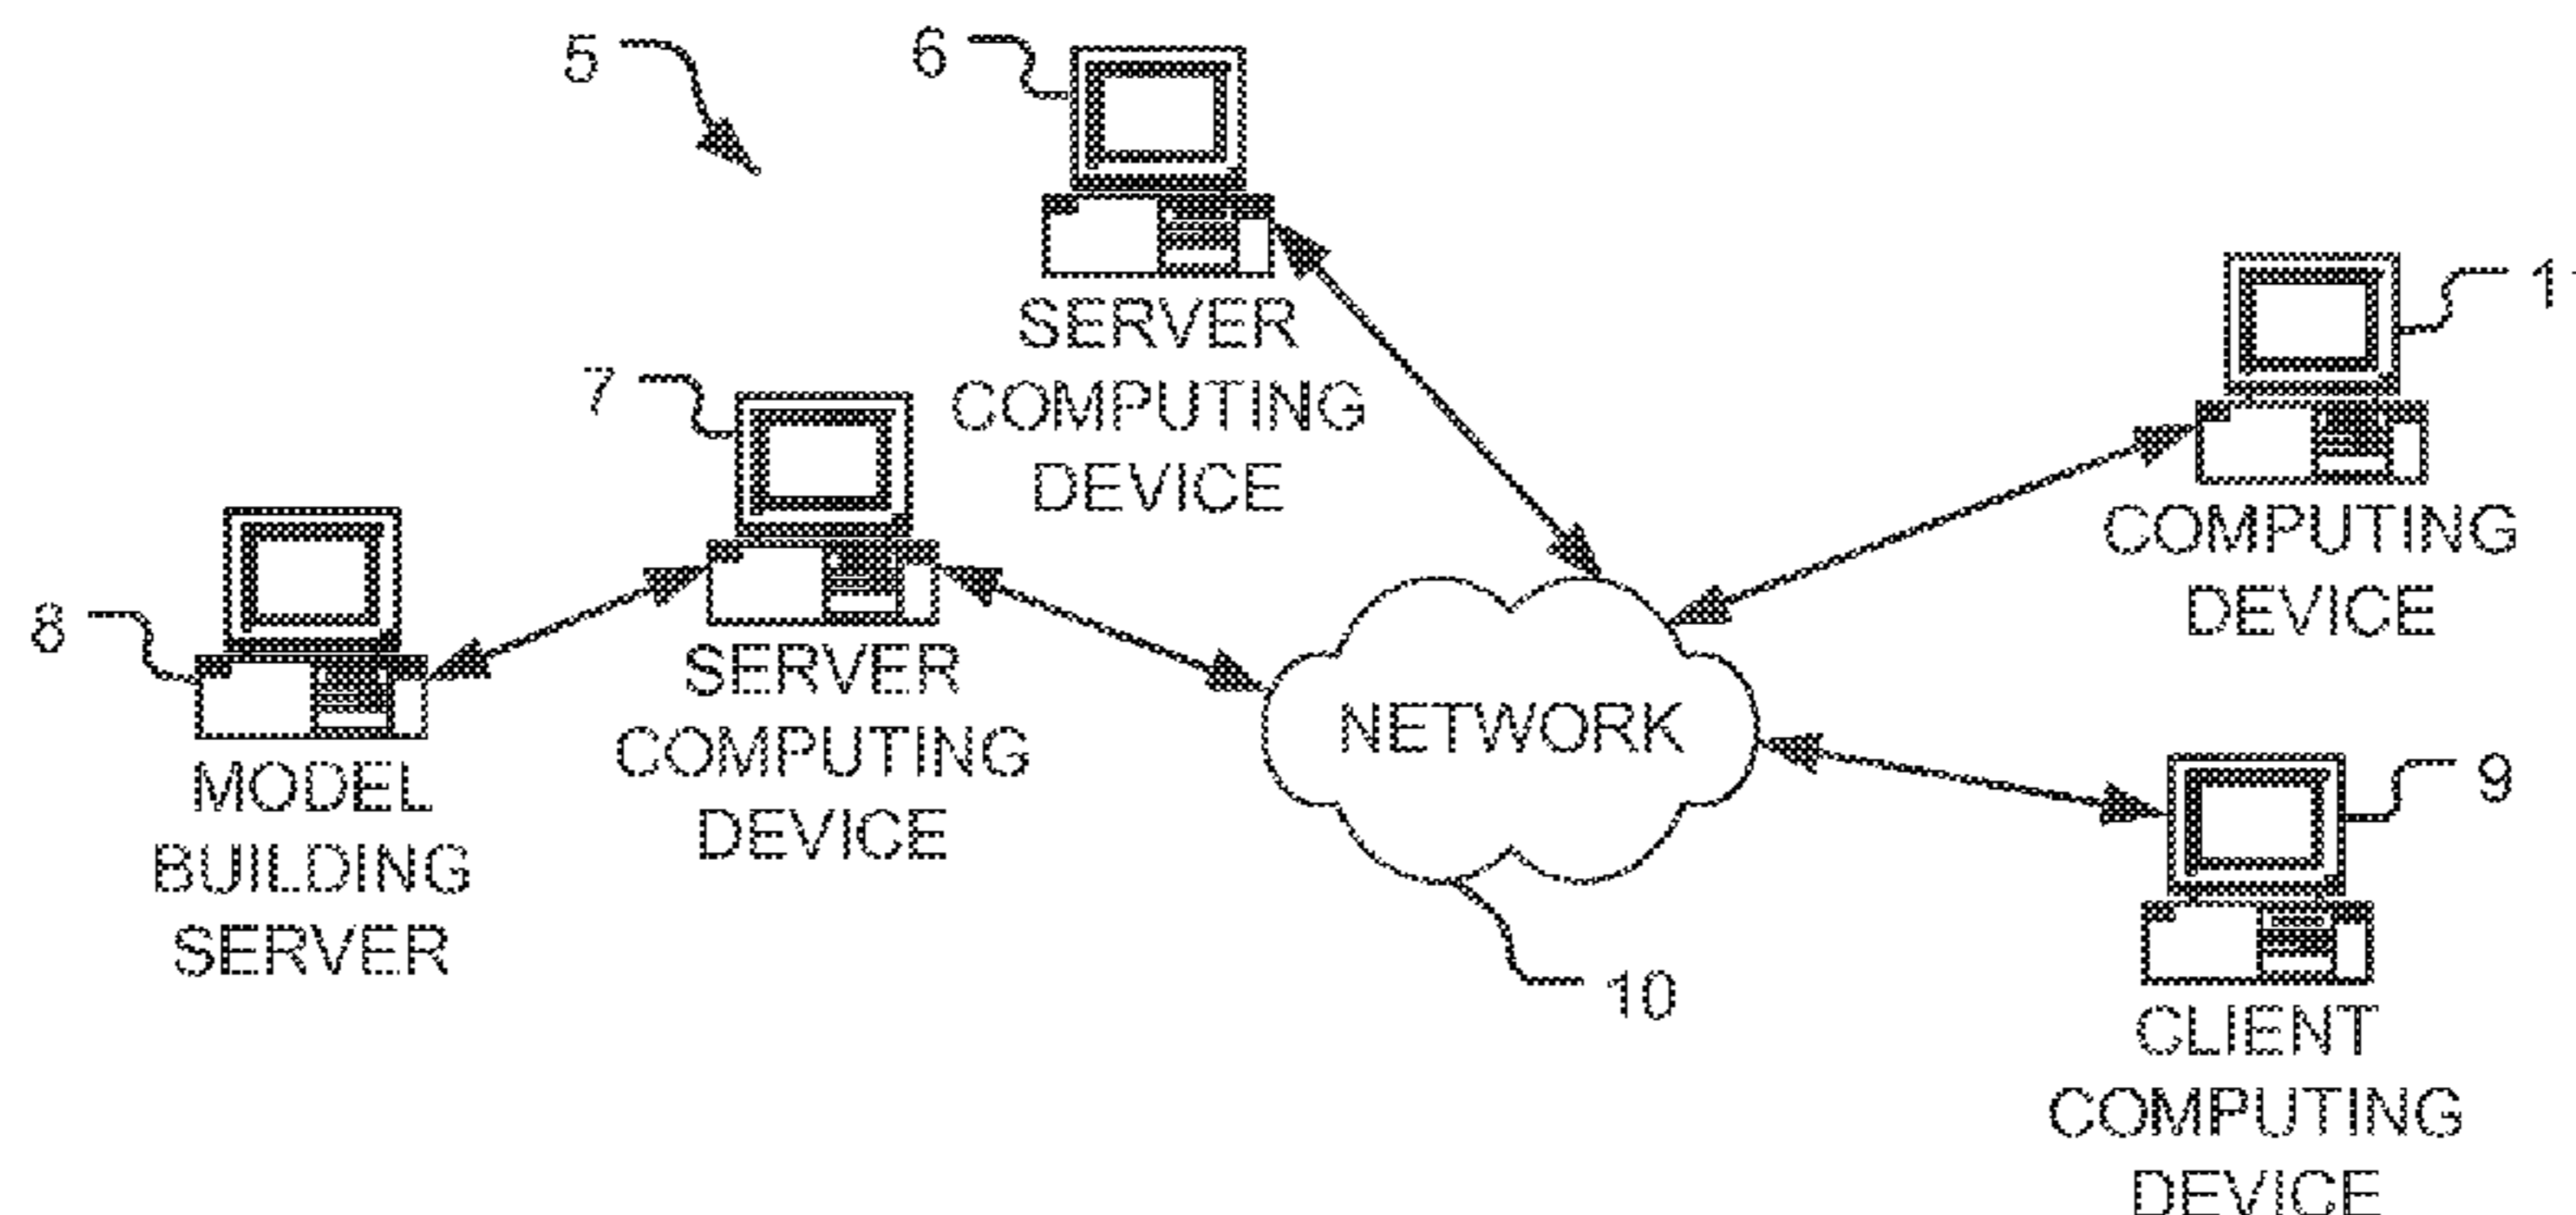 5
6
SERVER
COMPUTING
DEVICE
7
SERVER
COMPUTING
DEVICE
8
MODEL
BUILDING
SERVER
NETWORK
10
COMPUTING
DEVICE
9
CLIENT
COMPUTING
DEVICE